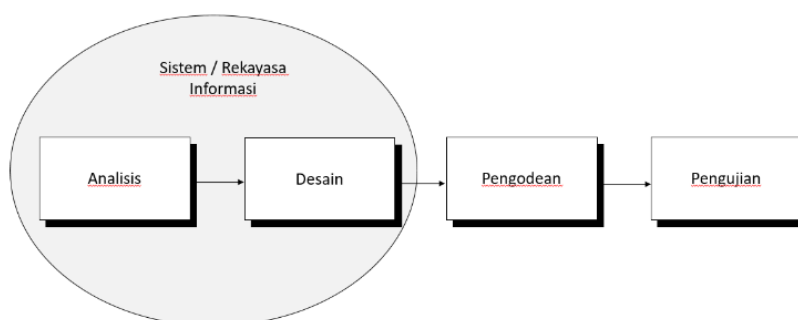 Sistem / Rekayasa
Informasi
Analisis
Desain
Pengodean
Pengujian